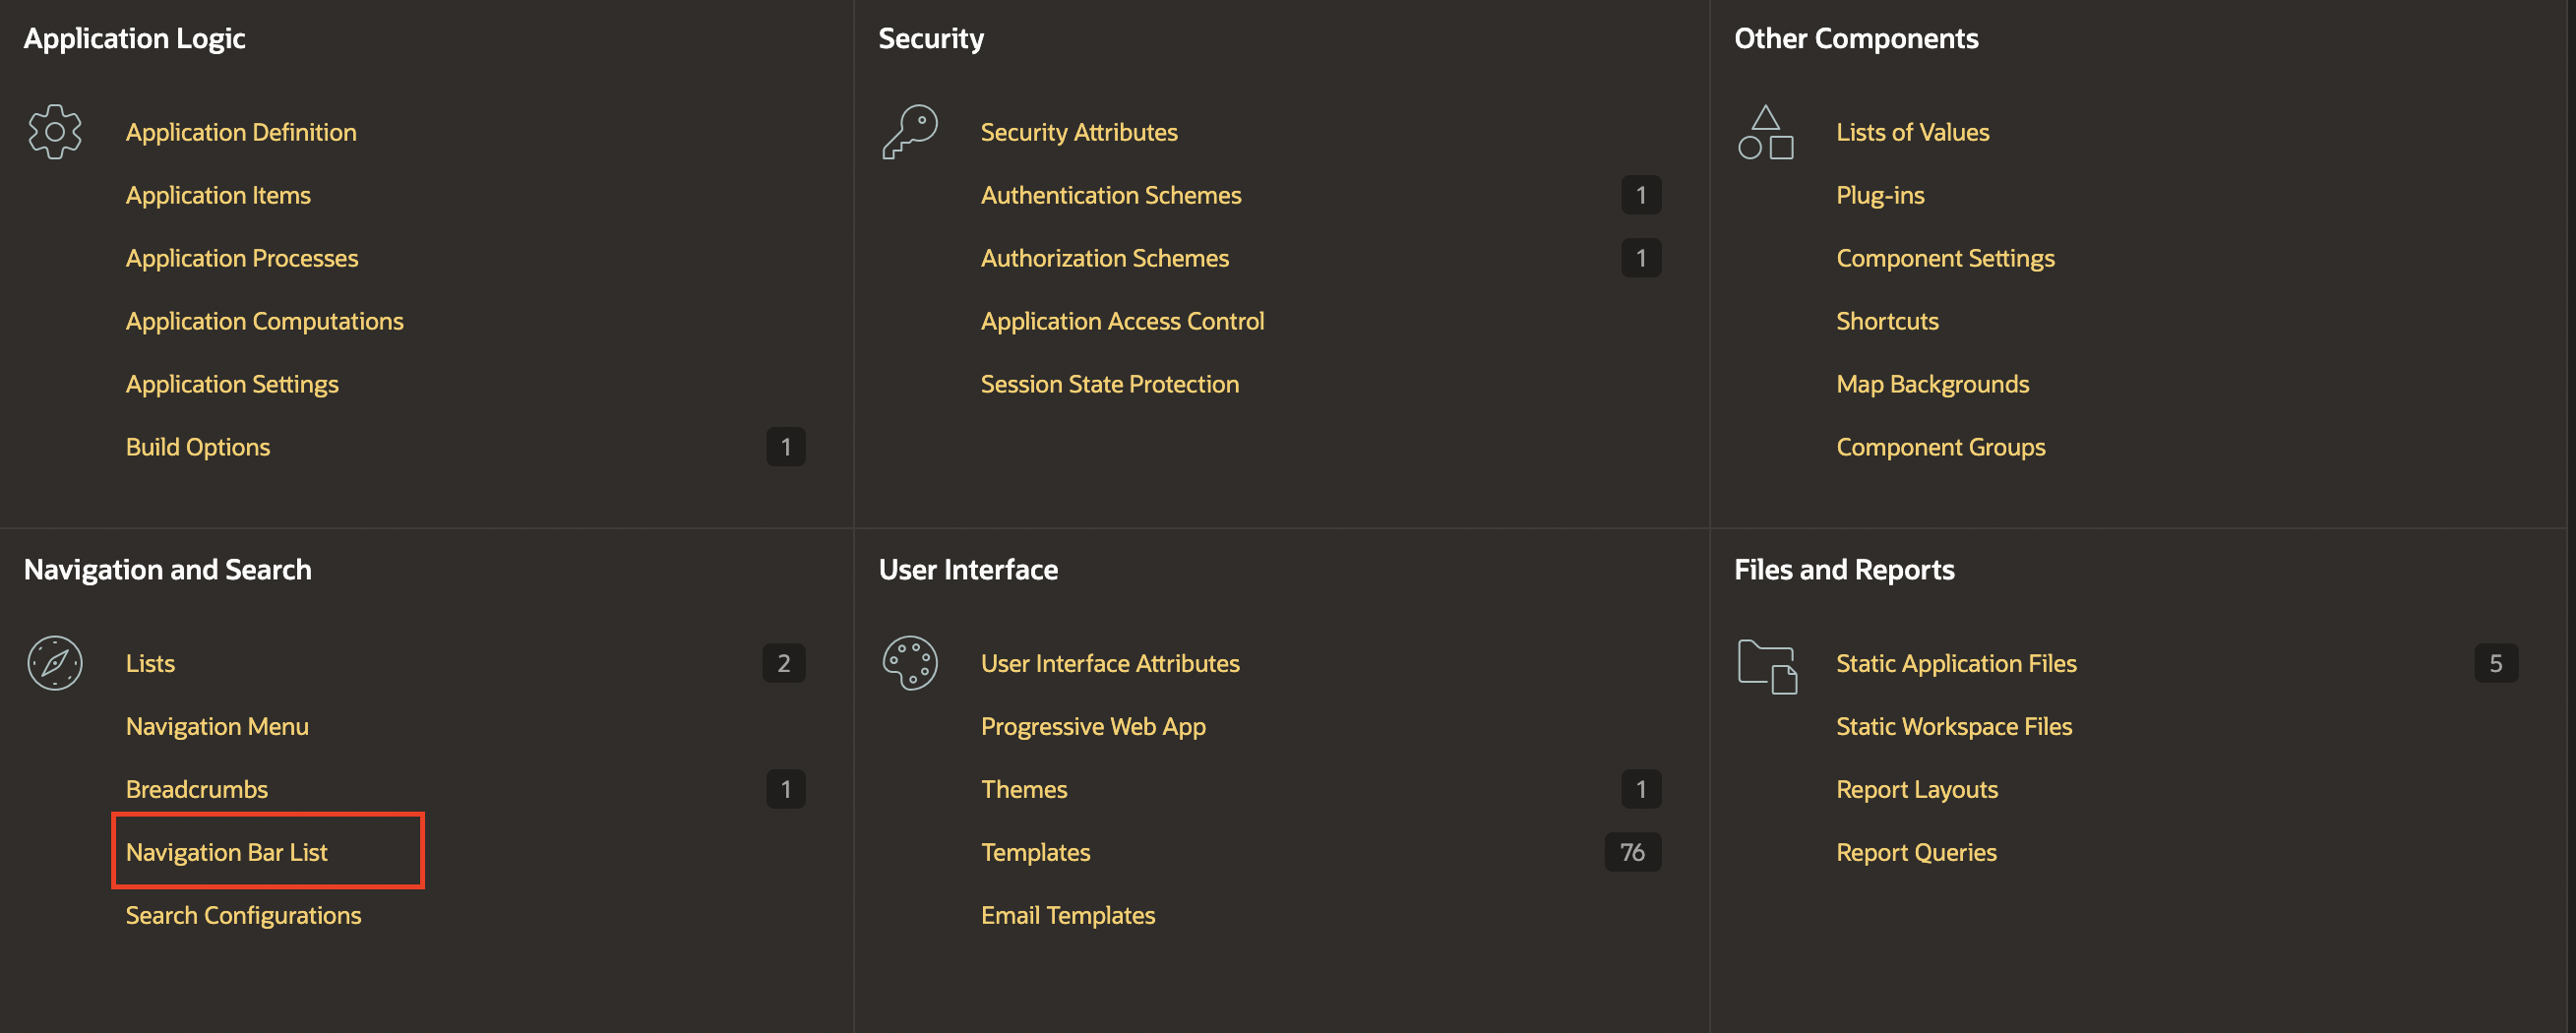 Application Logic
Application Definition
Application Items
Application Processes
Application Computations
Application Settings
Build Options 1
Security
Security Attributes
Authentication Schemes 1
Authorization Schemes 1
Application Access Control
Session State Protection
Other Components
Lists of Values
Plug-ins
Component Settings
Shortcuts
Map Backgrounds
Component Groups
Navigation and Search
Lists 2
Navigation Menu
Breadcrumbs 1
Navigation Bar List
Search Configurations
User Interface
User Interface Attributes
Progressive Web App
Themes 1
Templates 76
Email Templates
Files and Reports
Static Application Files 5
Static Workspace Files
Report Layouts
Report Queries